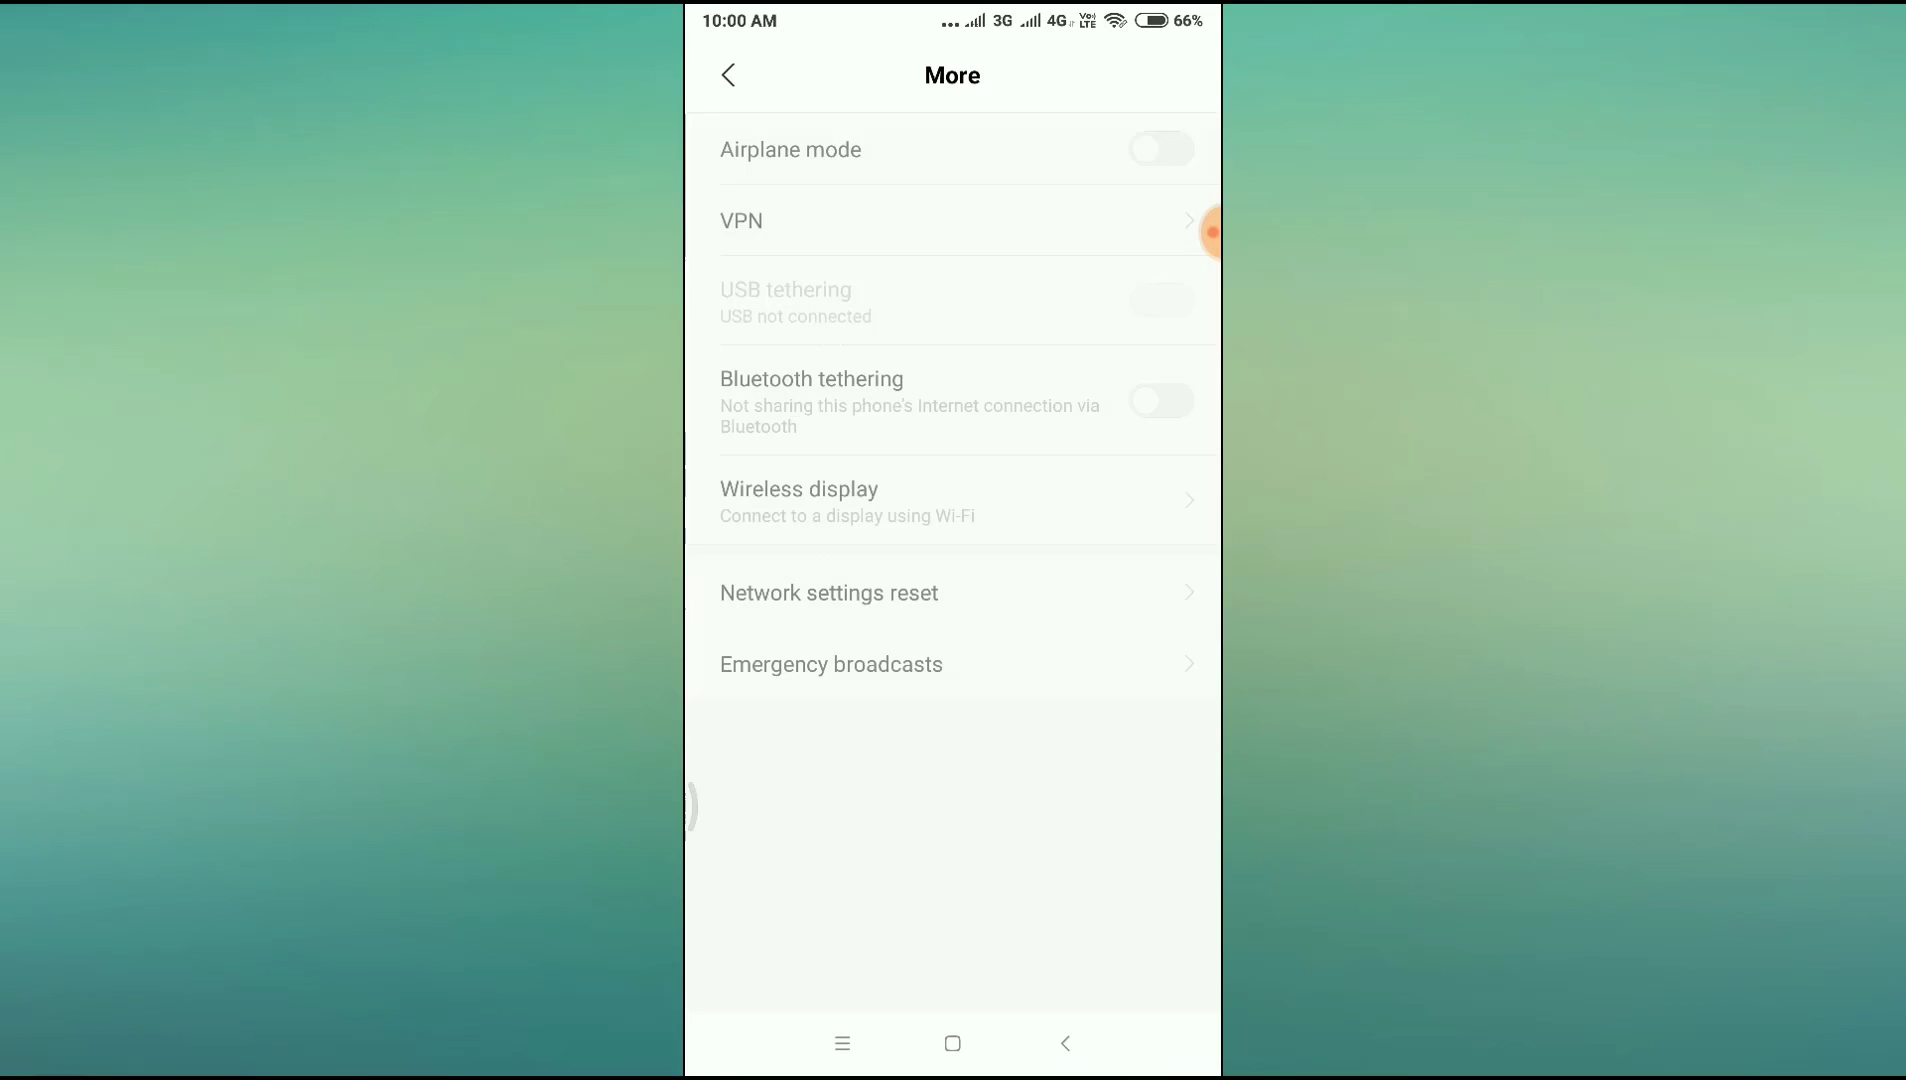 10:00 AM
... 3G 4G VoLTE 66%
More
Airplane mode
VPN
USB tethering
USB not connected
Bluetooth tethering
Not sharing this phone's Internet connection via
Bluetooth
Wireless display
Connect to a display using Wi-Fi
Network settings reset
Emergency broadcasts